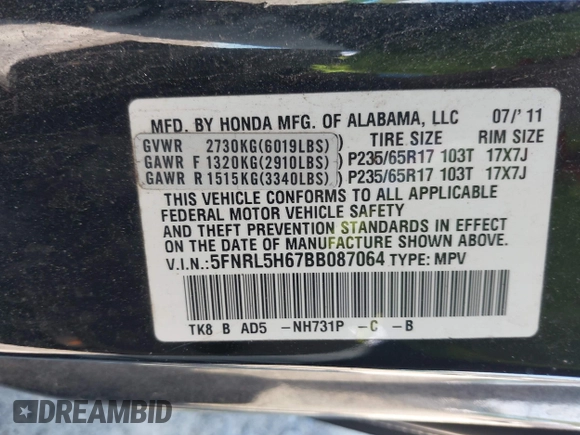 MFD. BY HONDA MFG. OF ALABAMA, LLC 07/'11
GVWR 2730KG(6019LBS) TIRE SIZE RIM SIZE
GAWR F 1320KG(2910LBS) P235/65R17 103T 17X7J
GAWR R 1515KG(3340LBS) P235/65R17 103T 17X7J
THIS VEHICLE CONFORMS TO ALL APPLICABLE
FEDERAL MOTOR VEHICLE SAFETY
AND THEFT PREVENTION STANDARDS IN EFFECT
ON THE DATE OF MANUFACTURE SHOWN ABOVE.
V.I.N.:5FNRL5H67BB087064 TYPE: MPV
TK8 B AD5 -NH731P -C -B
DREAMBID